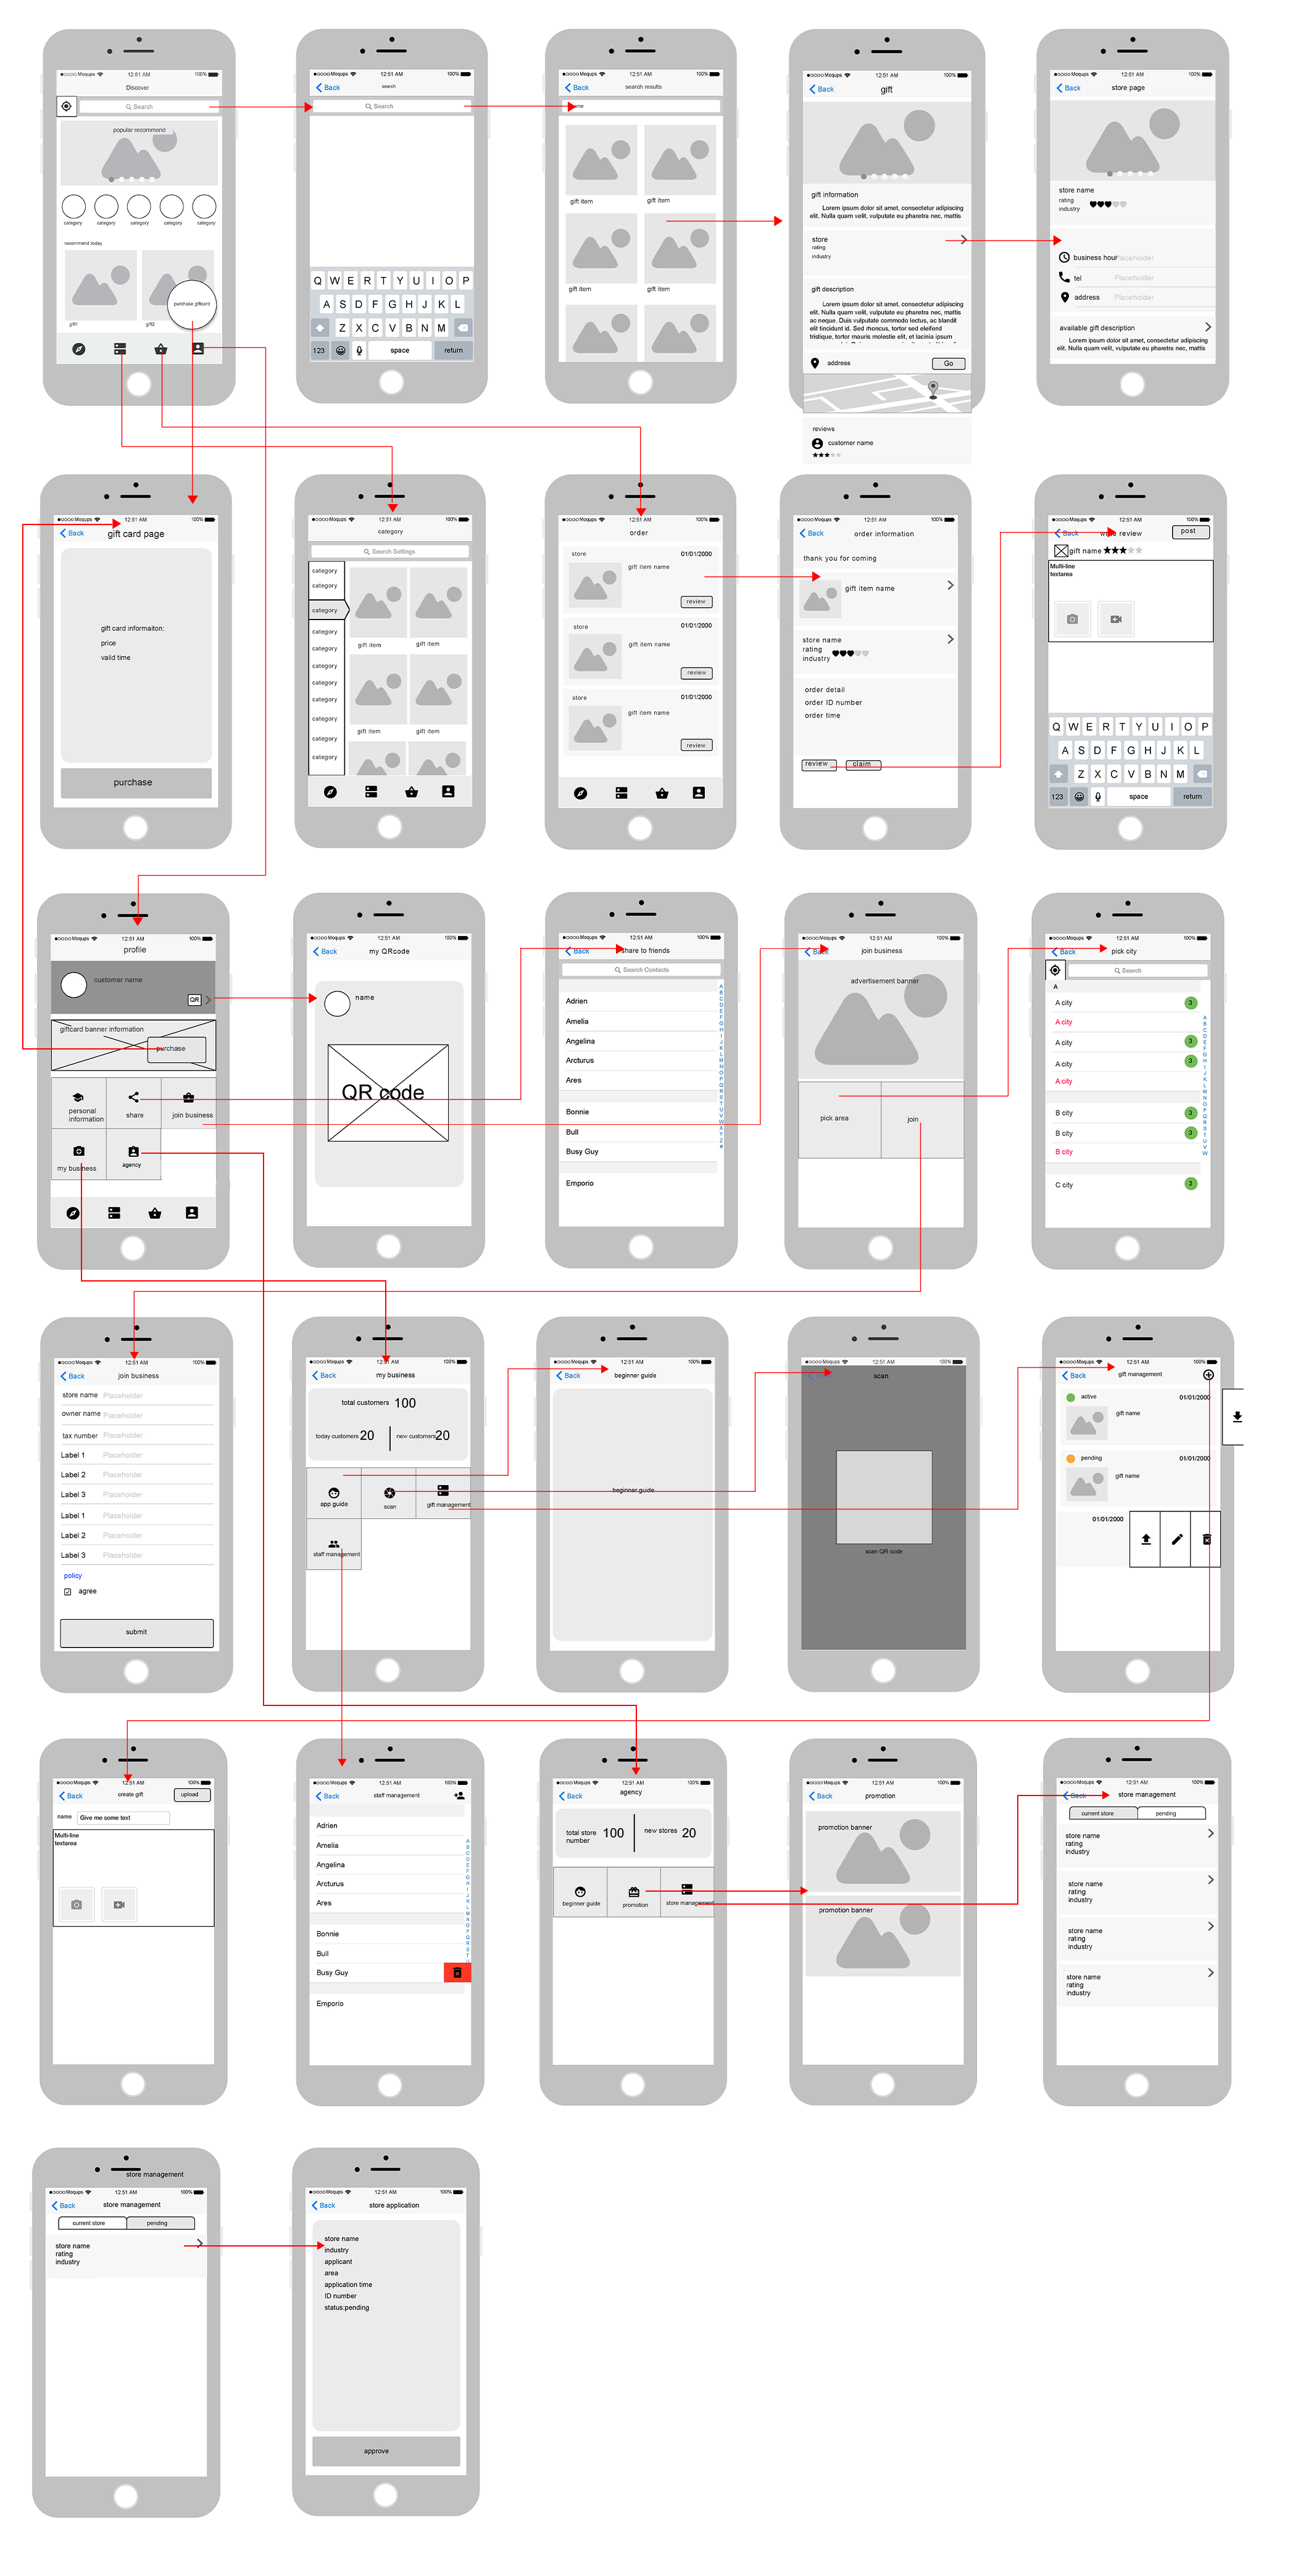 ●○○○○ Moqups 12:51 AM 100%
Discover
Search
popular recommend
category category category category category
recommend today
purchase giftcard
gift1 gift2
●○○○○ Moqups 12:51 AM 100%
Back search
Search
Q W E R T Y U I O P
A S D F G H J K L
Z X C V B N M
123 space return
●○○○○ Moqups 12:51 AM 100%
Back search results
gift item
gift item gift item
●○○○○ Moqups 12:51 AM 100%
Back gift
gift information
Lorem ipsum dolor sit amet, consectetur adipiscing
elit. Nulla quam velit, vulputate eu pharetra nec, mattis
store
rating
industry
gift description
Lorem ipsum dolor sit amet, consectetur adipiscing
elit. Nulla quam velit, vulputate eu pharetra nec, mattis
ac neque. Duis vulputate commodo lectus, ac blandit
elit tincidunt id. Sed rhoncus, tortor sed eleifend
tristique, tortor mauris molestie elit, et lacinia ipsum
address Go
reviews
customer name
●○○○○ Moqups 12:51 AM 100%
Back store page
store name
rating
industry
business hour Placeholder
tel Placeholder
address Placeholder
available gift description
Lorem ipsum dolor sit amet, consectetur adipiscing
elit. Nulla quam velit, vulputate eu pharetra nec, mattis
●○○○○ Moqups 12:51 AM 100%
Back gift card page
gift card informaiton:
price
valid time
purchase
●○○○○ Moqups 12:51 AM 100%
category
Search Settings
category
category
category
category
category
category
category
category
category
category
gift item gift item
gift item gift item
●○○○○ Moqups 12:51 AM 100%
order
store 01/01/2000
gift item name
review
store 01/01/2000
gift item name
review
store 01/01/2000
gift item name
review
●○○○○ Moqups 12:51 AM 100%
Back order information
thank you for coming
gift item name
store name
rating
industry
order detail
order ID number
order time
review claim
●○○○○ Moqups 12:51 AM 100%
Back write review post
gift name
Multi-line
textarea
Q W E R T Y U I O P
A S D F G H J K L
Z X C V B N M
123 space return
●○○○○ Moqups 12:51 AM 100%
profile
customer name
QR
giftcard banner information
purchase
personal
information share join business
my business agency
●○○○○ Moqups 12:51 AM 100%
Back my QRcode
name
QR code
●○○○○ Moqups 12:51 AM 100%
Back share to friends
Search Contacts
Adrien
Amelia
Angelina
Arcturus
Ares
Bonnie
Bull
Busy Guy
Emporio
A
B
C
D
E
F
G
H
I
J
K
L
M
N
O
P
Q
R
S
T
U
V
W
X
Y
Z
#
●○○○○ Moqups 12:51 AM 100%
Back join business
advertisement banner
pick area join
●○○○○ Moqups 12:51 AM 100%
Back pick city
Search
A
A city 3
A city
A city 3
A city 3
A city
B city 3
B city 3
B city
C city 3
A
B
C
D
E
F
G
H
I
J
K
L
M
N
O
P
Q
R
S
T
U
V
W
●○○○○ Moqups 12:51 AM 100%
Back join business
store name Placeholder
owner name Placeholder
tax number Placeholder
Label 1 Placeholder
Label 2 Placeholder
Label 3 Placeholder
Label 1 Placeholder
Label 2 Placeholder
Label 3 Placeholder
policy
agree
submit
●○○○○ Moqups 12:51 AM 100%
Back my business
total customers 100
today customers 20 new customers 20
app guide scan gift management
staff management
●○○○○ Moqups 12:51 AM 100%
Back beginner guide
beginner guide
●○○○○ Moqups 12:51 AM 100%
scan
scan QR code
●○○○○ Moqups 12:51 AM 100%
Back gift management
active 01/01/2000
gift name
pending 01/01/2000
gift name
01/01/2000
●○○○○ Moqups 12:51 AM 100%
Back create gift upload
name Give me some text
Multi-line
textarea
●○○○○ Moqups 12:51 AM 100%
Back staff management
Adrien
Amelia
Angelina
Arcturus
Ares
Bonnie
Bull
Busy Guy
Emporio
A
B
C
D
E
F
G
H
I
J
K
L
M
N
O
P
Q
R
S
T
U
●○○○○ Moqups 12:51 AM 100%
Back agency
total store
number 100 new stores 20
beginner guide promotion store management
●○○○○ Moqups 12:51 AM 100%
Back promotion
promotion banner
promotion banner
●○○○○ Moqups 12:51 AM 100%
Back store management
current store pending
store name
rating
industry
store name
rating
industry
store name
rating
industry
store name
rating
industry
store management
●○○○○ Moqups 12:51 AM 100%
Back store management
current store pending
store name
rating
industry
●○○○○ Moqups 12:51 AM 100%
Back store application
store name
industry
applicant
area
application time
ID number
status:pending
approve